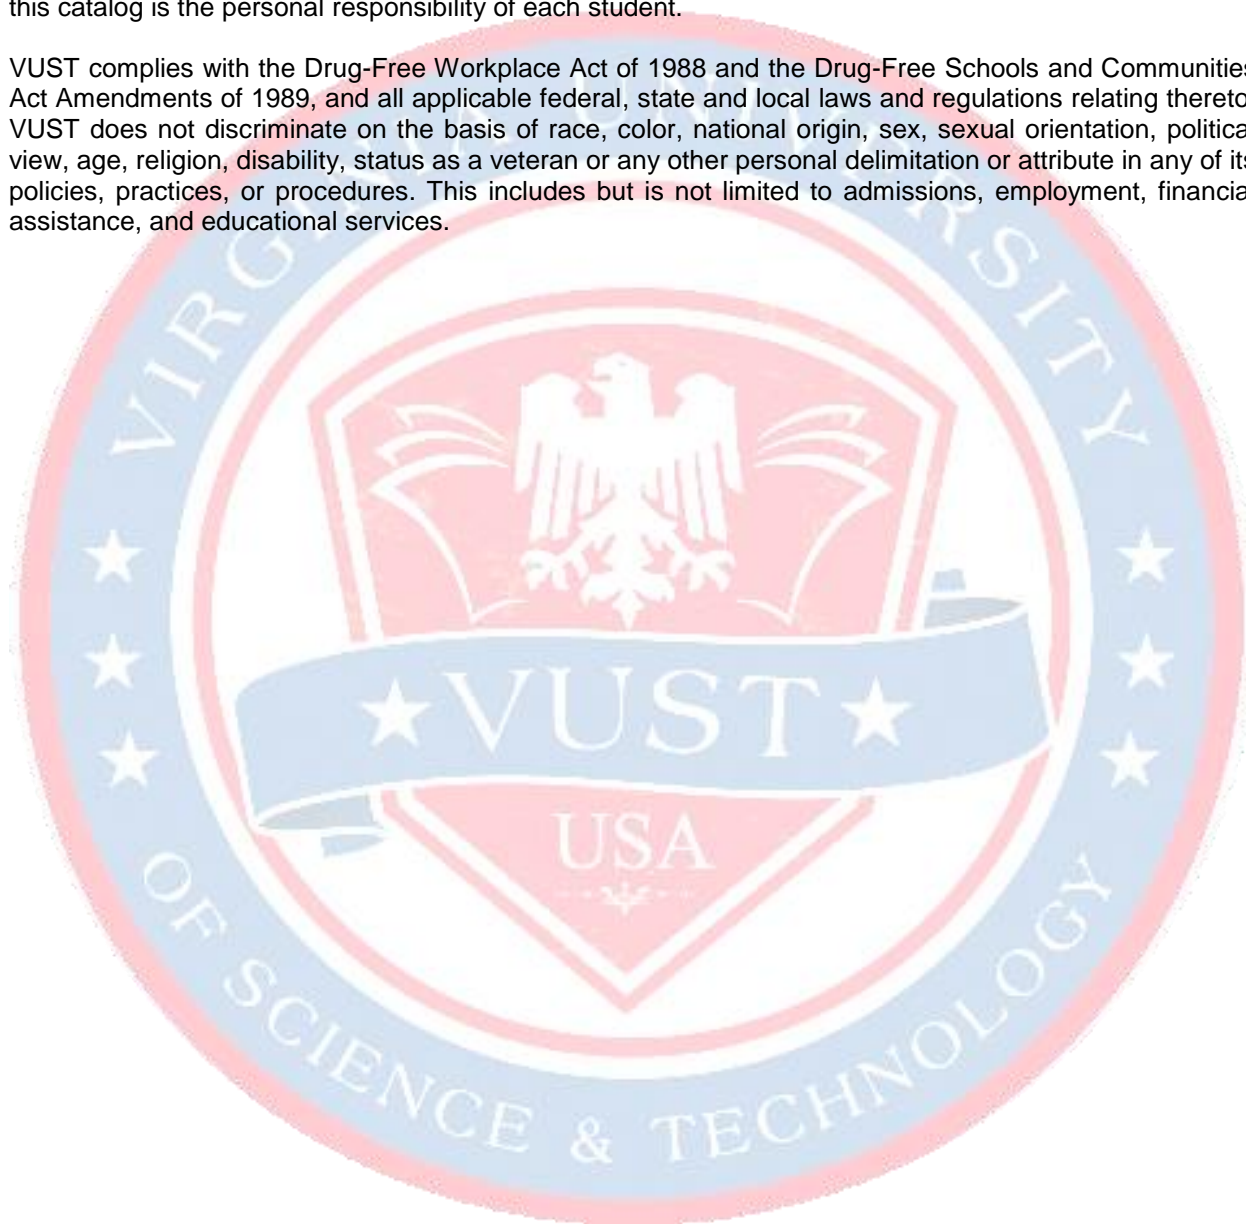 this catalog is the personal responsibility of each student.
VUST complies with the Drug-Free Workplace Act of 1988 and the Drug-Free Schools and Communities
Act Amendments of 1989, and all applicable federal, state and local laws and regulations relating thereto
VUST does not discriminate on the basis of race, color, national origin, sex, sexual orientation, politica
view, age, religion, disability, status as a veteran or any other personal delimitation or attribute in any of its
policies, practices, or procedures. This includes but is not limited to admissions, employment, financia
assistance, and educational services.
VIRGINIA UNIVERSITY
VUST
USA
OF SCIENCE & TECHNOLOGY